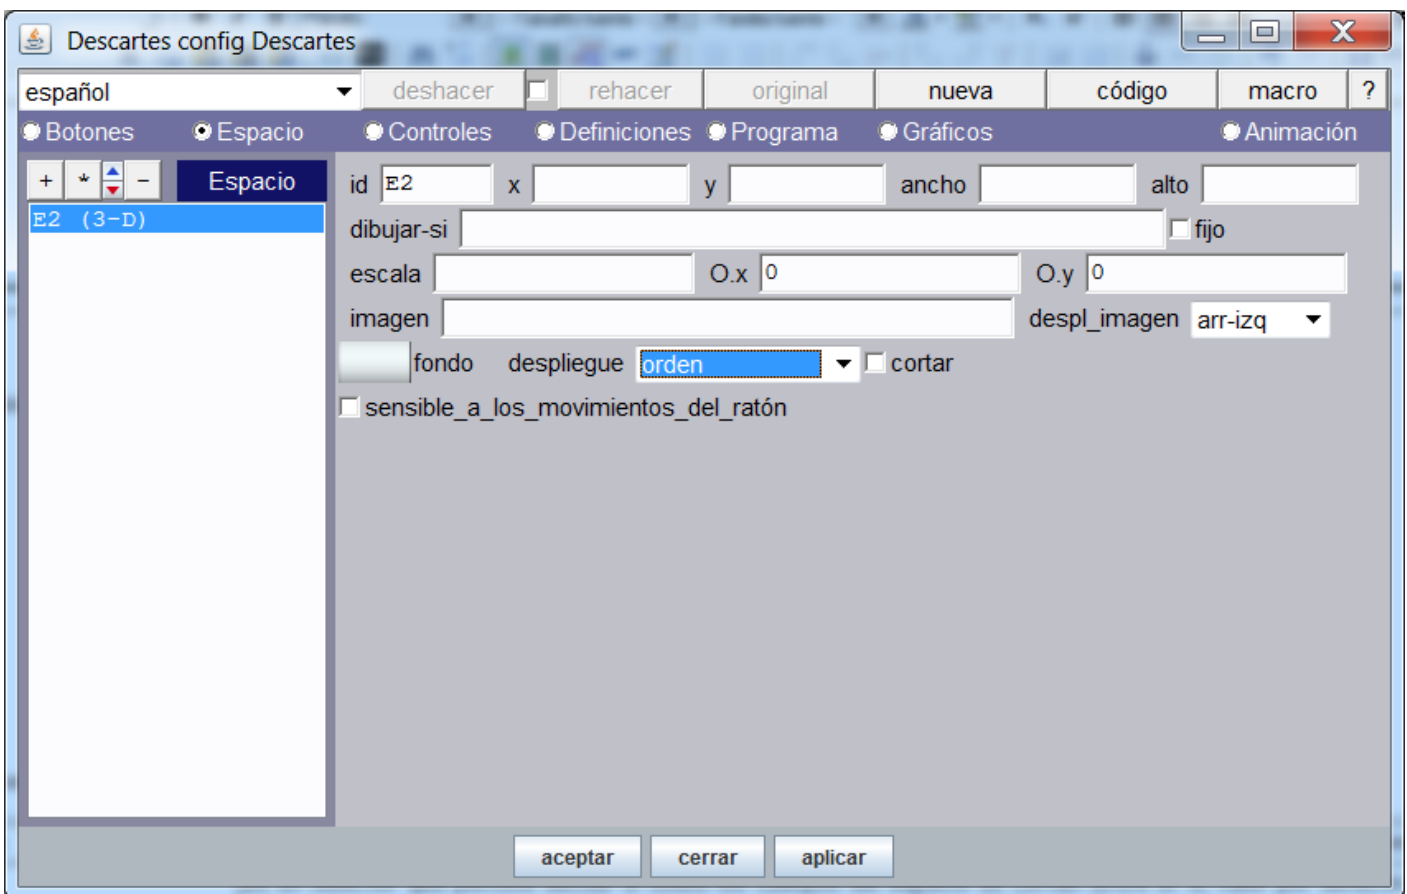 Descartes config Descartes
español deshacer rehacer original nueva código macro ?
Botones Espacio Controles Definiciones Programa Gráficos Animación
+ * - Espacio id E2 x y ancho alto
E2 (3-D) dibujar-si fijo
escala O.x 0 O.y 0
imagen despl_imagen arr-izq
fondo despliegue orden cortar
sensible_a_los_movimientos_del_ratón
aceptar cerrar aplicar